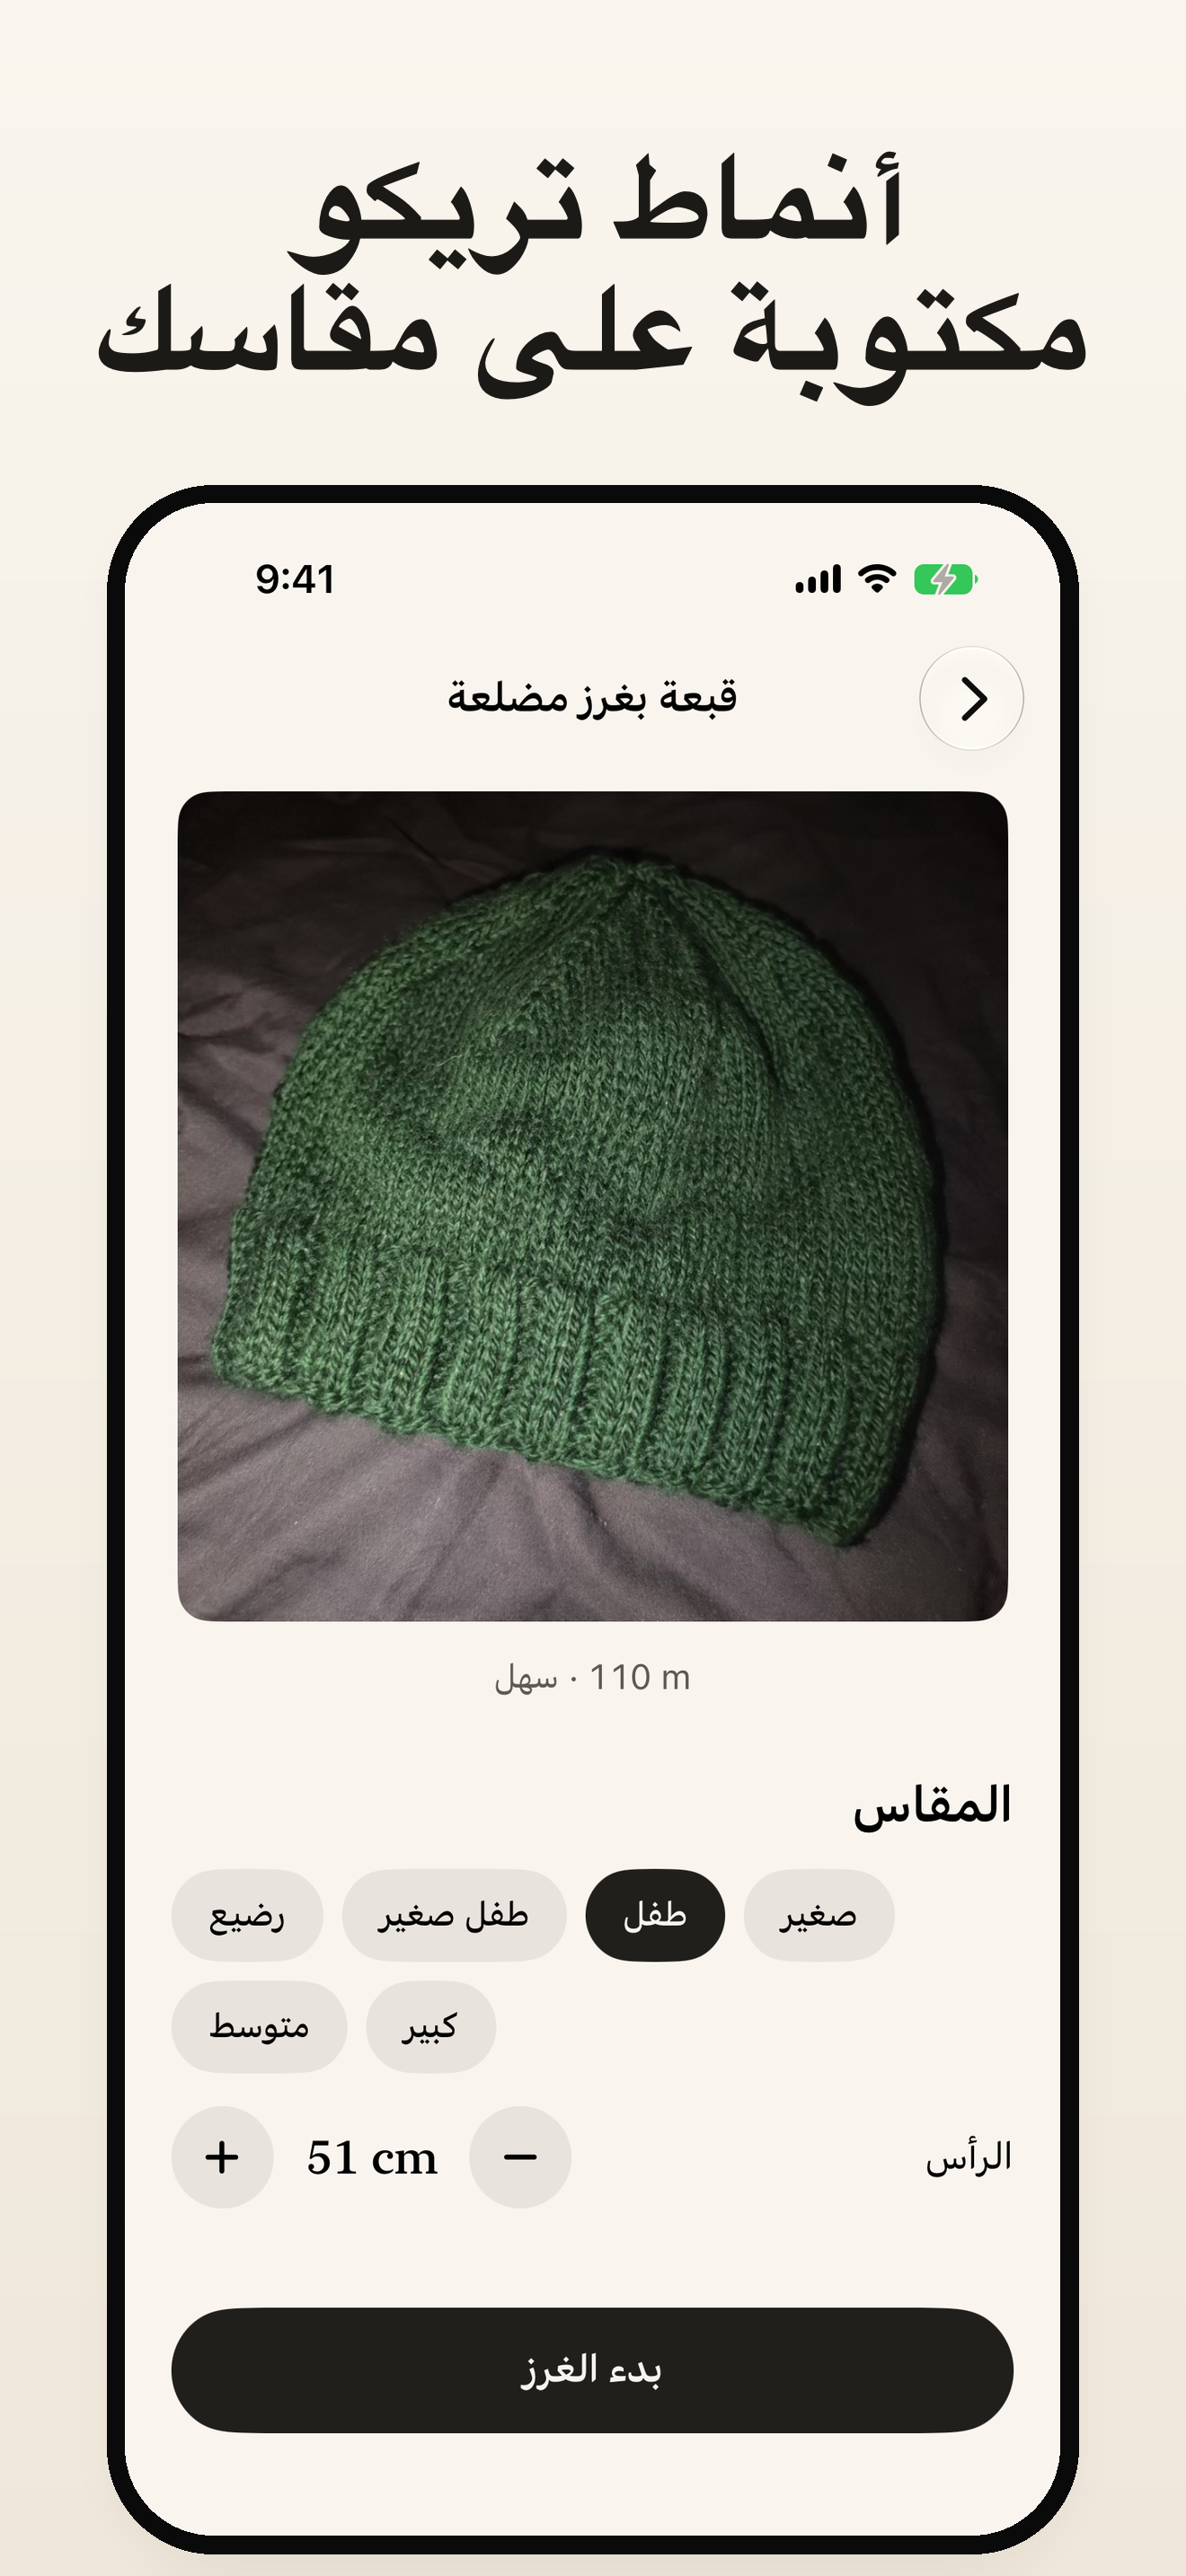 أنماط تريكو
مكتوبة على مقاسك
9:41
قبعة بغرز مضلعة
سهل · 110 m
المقاس
صغير طفل طفل صغير رضيع
كبير متوسط
الرأس − 51 cm +
بدء الغرز